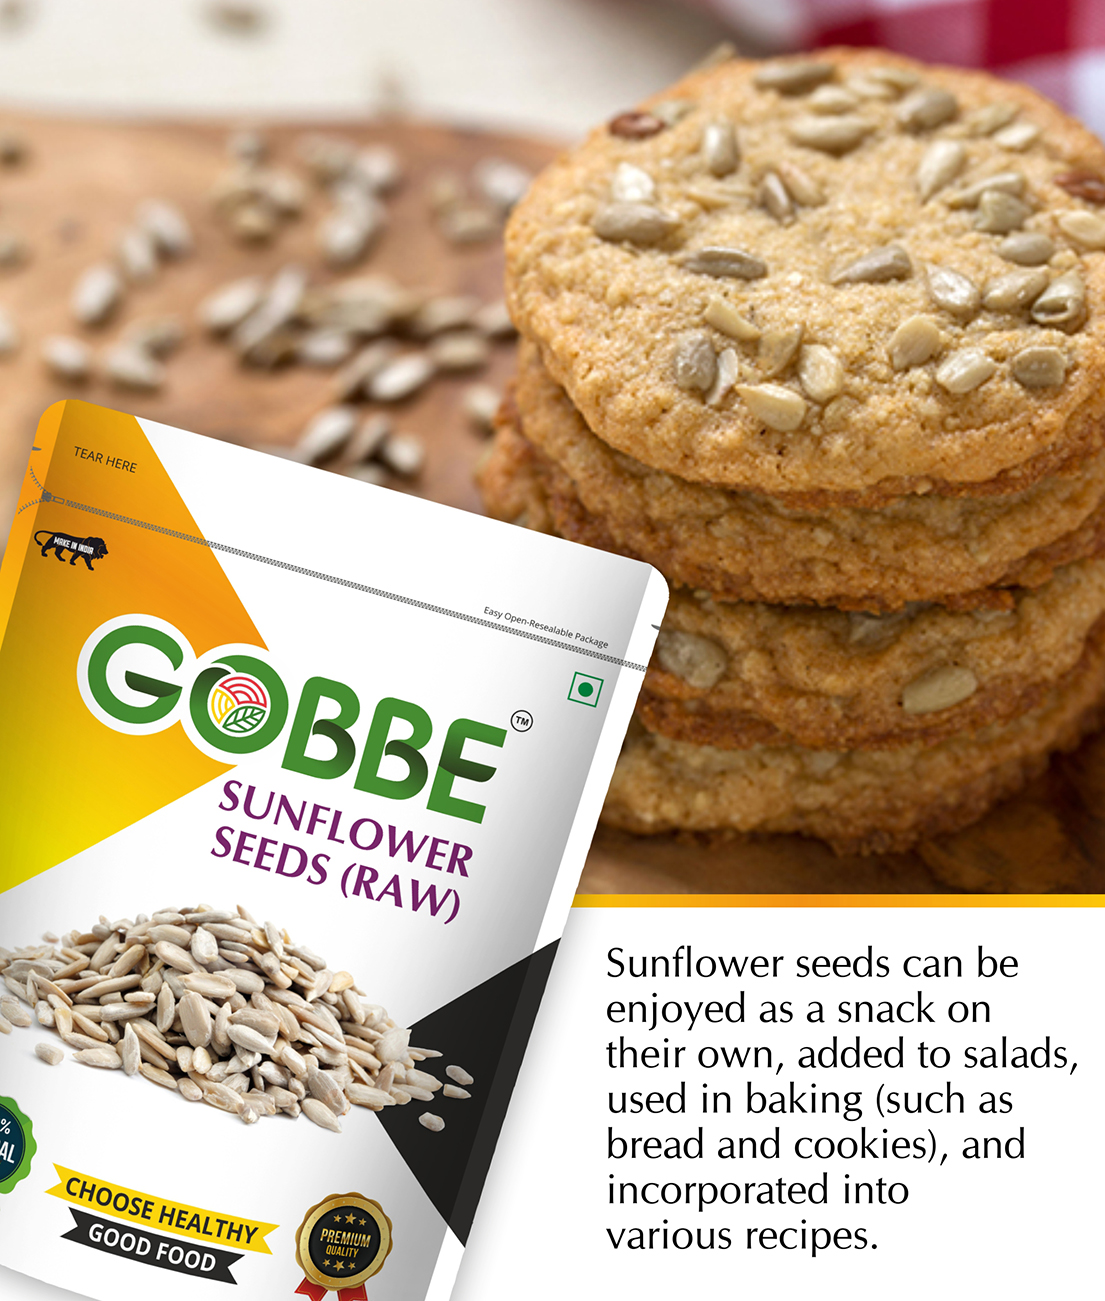 TEAR HERE
MAKE IN INDIA
Easy Open-Resealable Package
GOBBE
TM
SUNFLOWER
SEEDS (RAW)
%
AL
CHOOSE HEALTHY
GOOD FOOD
PREMIUM
QUALITY
Sunflower seeds can be
enjoyed as a snack on
their own, added to salads,
used in baking (such as
bread and cookies), and
incorporated into
various recipes.